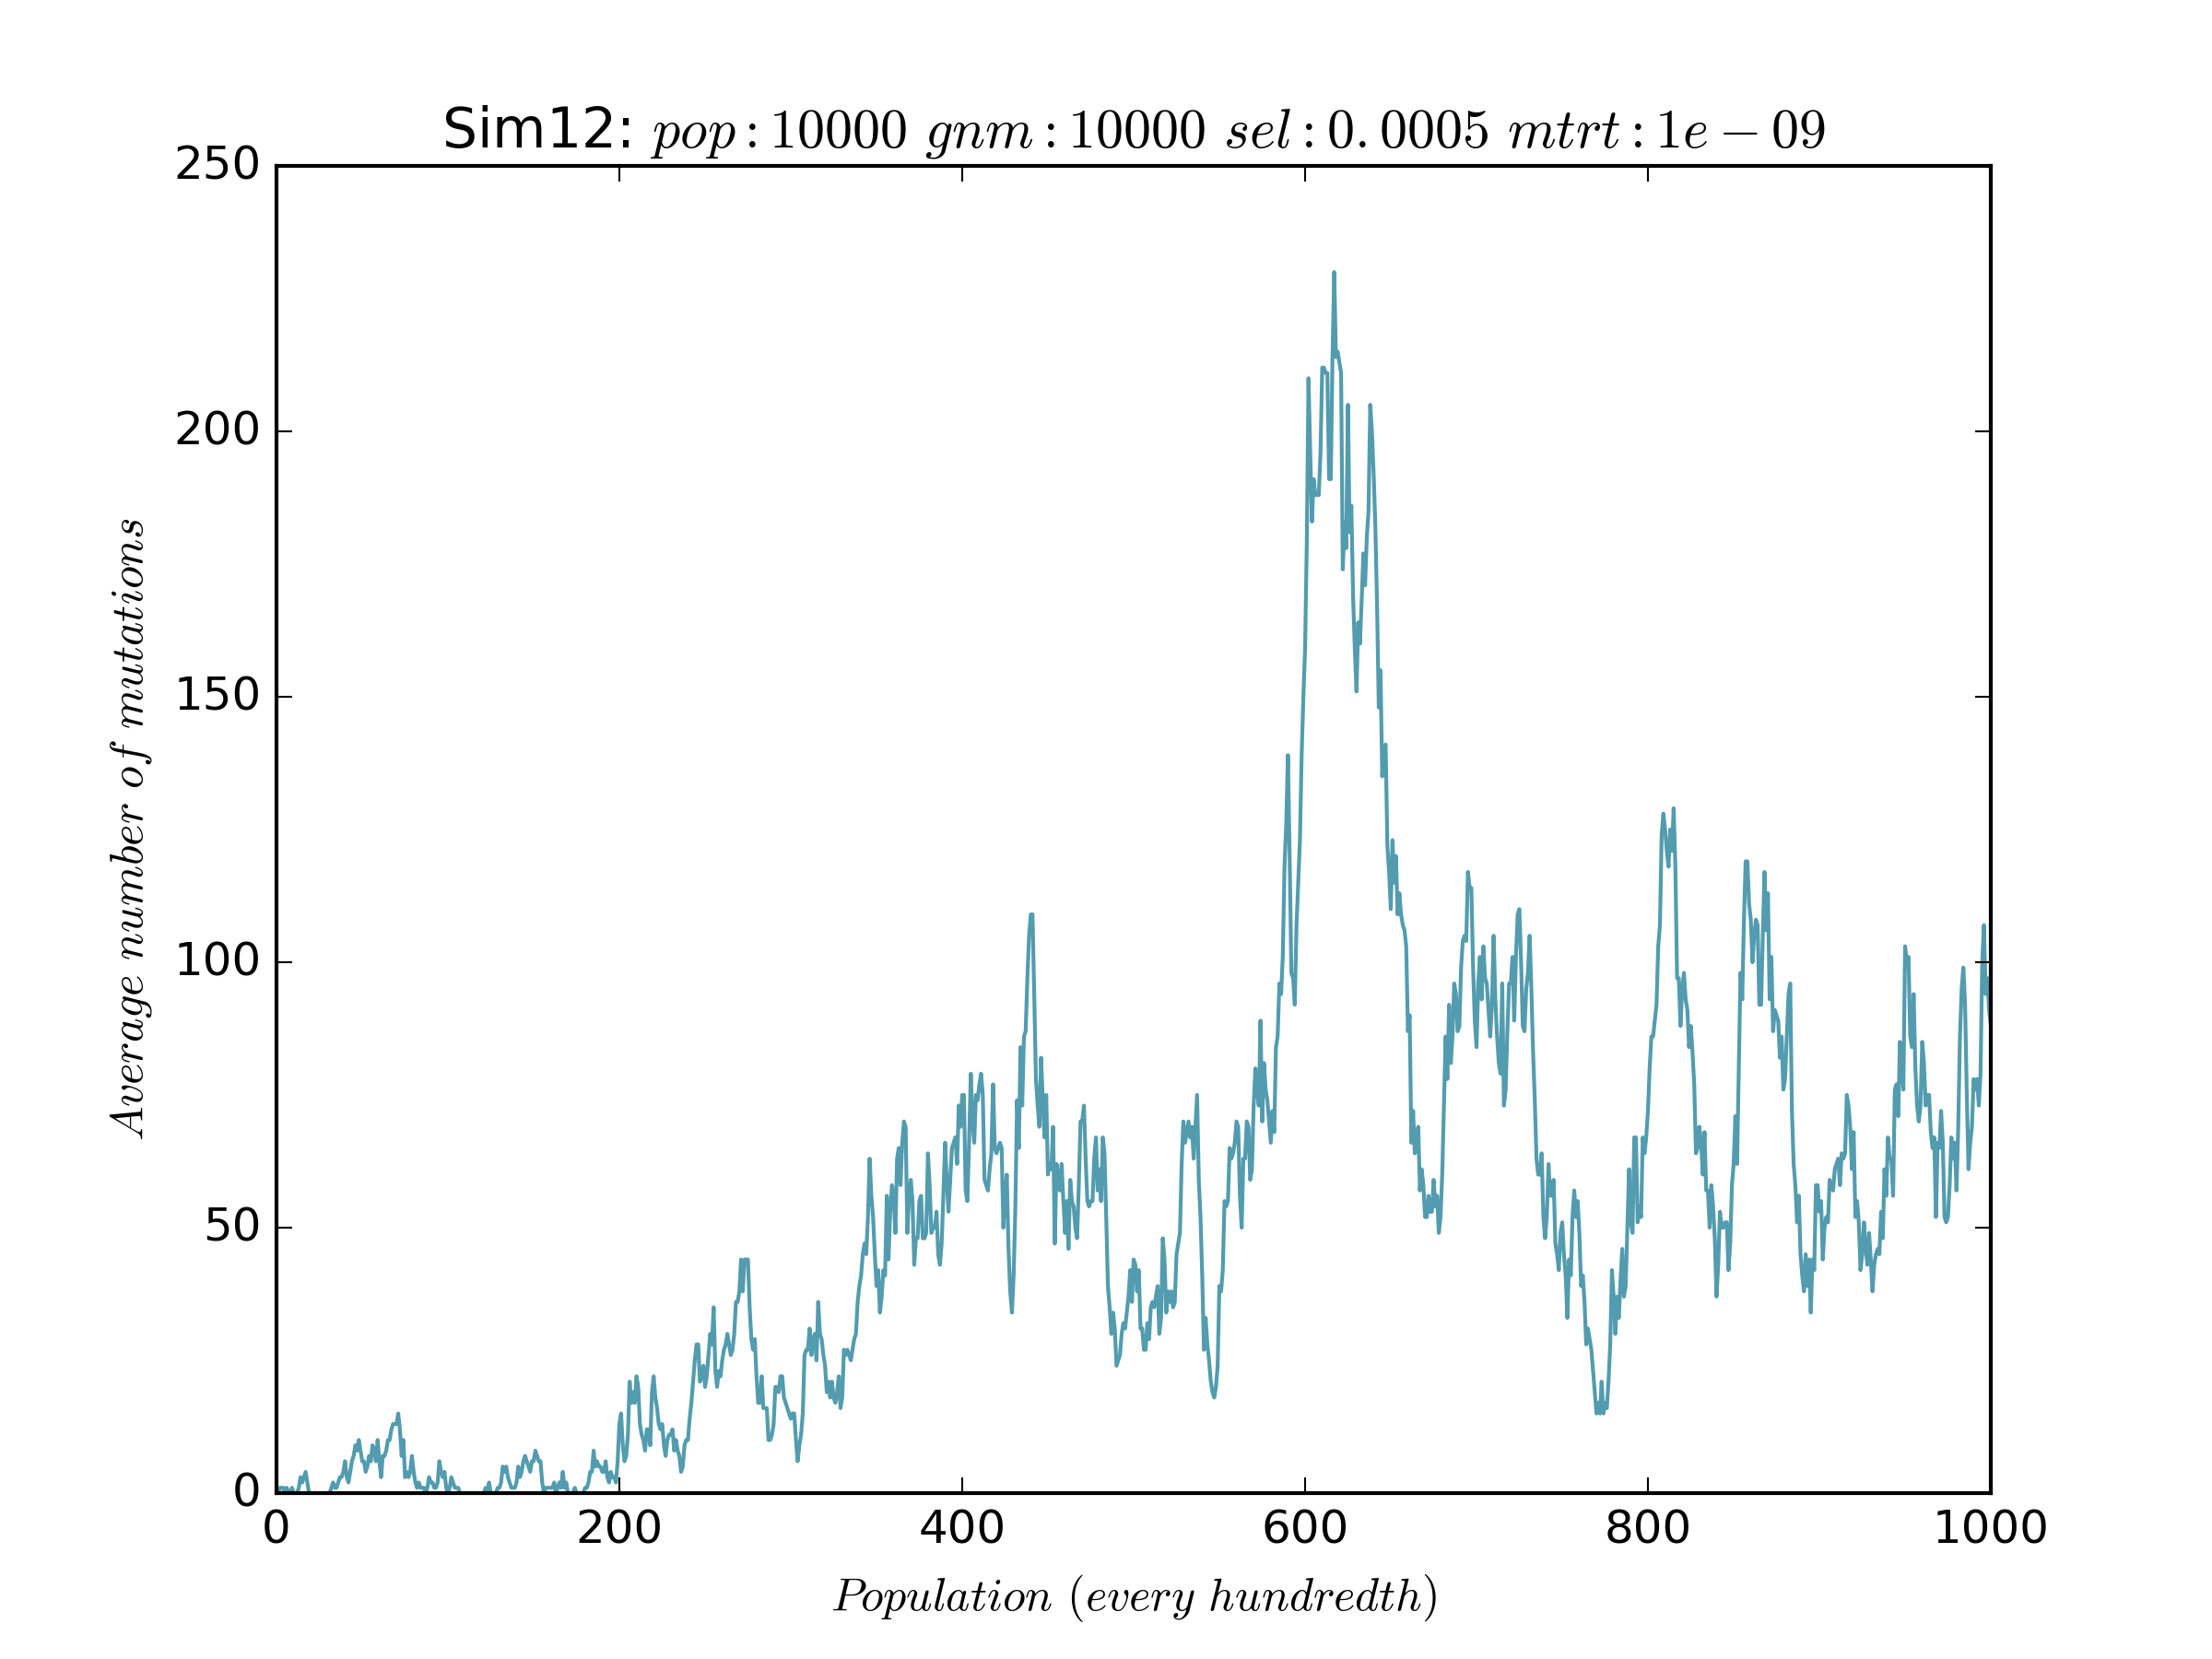 Sim12: pop : 10000 gnm : 10000 sel : 0.0005 mtrt : 1e − 09
250
200
150
100
50
0
Average number of mutations
0 200 400 600 800 1000
Population (every hundredth)